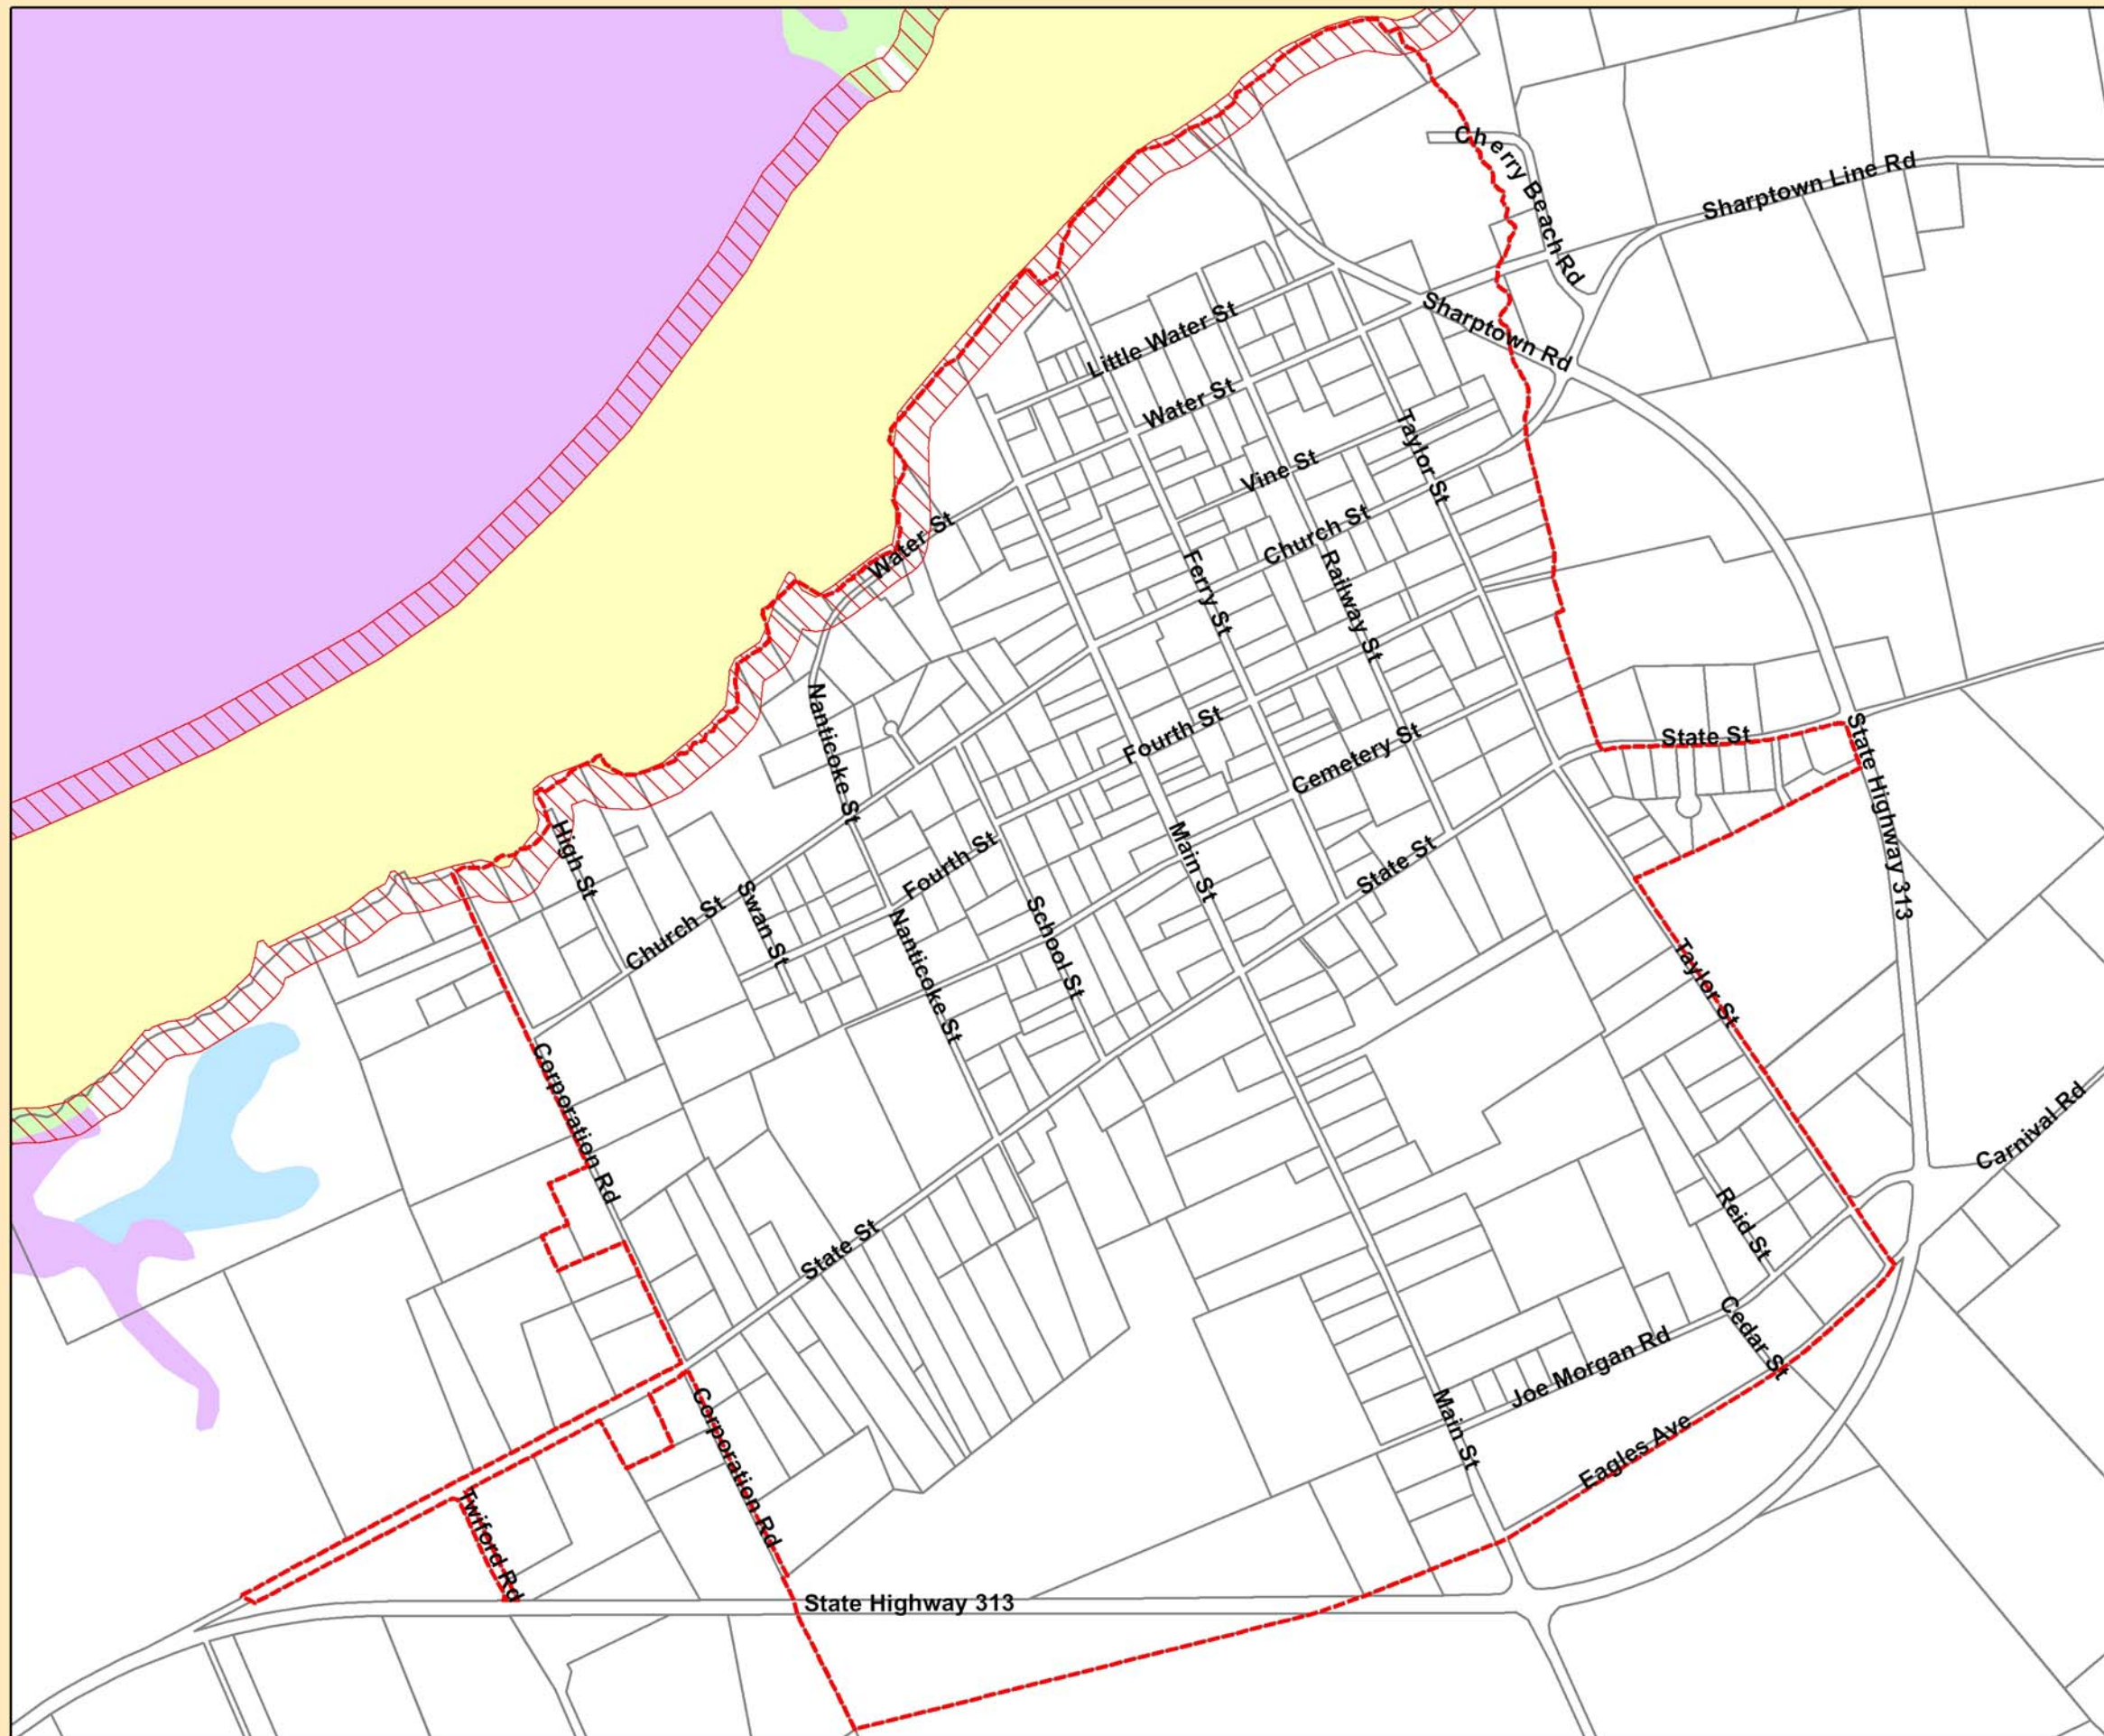 Cherry Beach Rd
Sharptown Line Rd
Sharptown Rd
Little Water St
Water St
Taylor St
Vine St
Church St
Water St
Ferry St
Railway St
Nanticoke St
Fourth St
Cemetery St
State St
State Highway 313
High St
Main St
Fourth St
State St
Swan St
Church St
School St
Nanticoke St
Taylor St
Corporation Rd
Carnival Rd
Reid St
State St
Cedar St
Joe Morgan Rd
Main St
Corporation Rd
Eagles Ave
Twiford Rd
State Highway 313